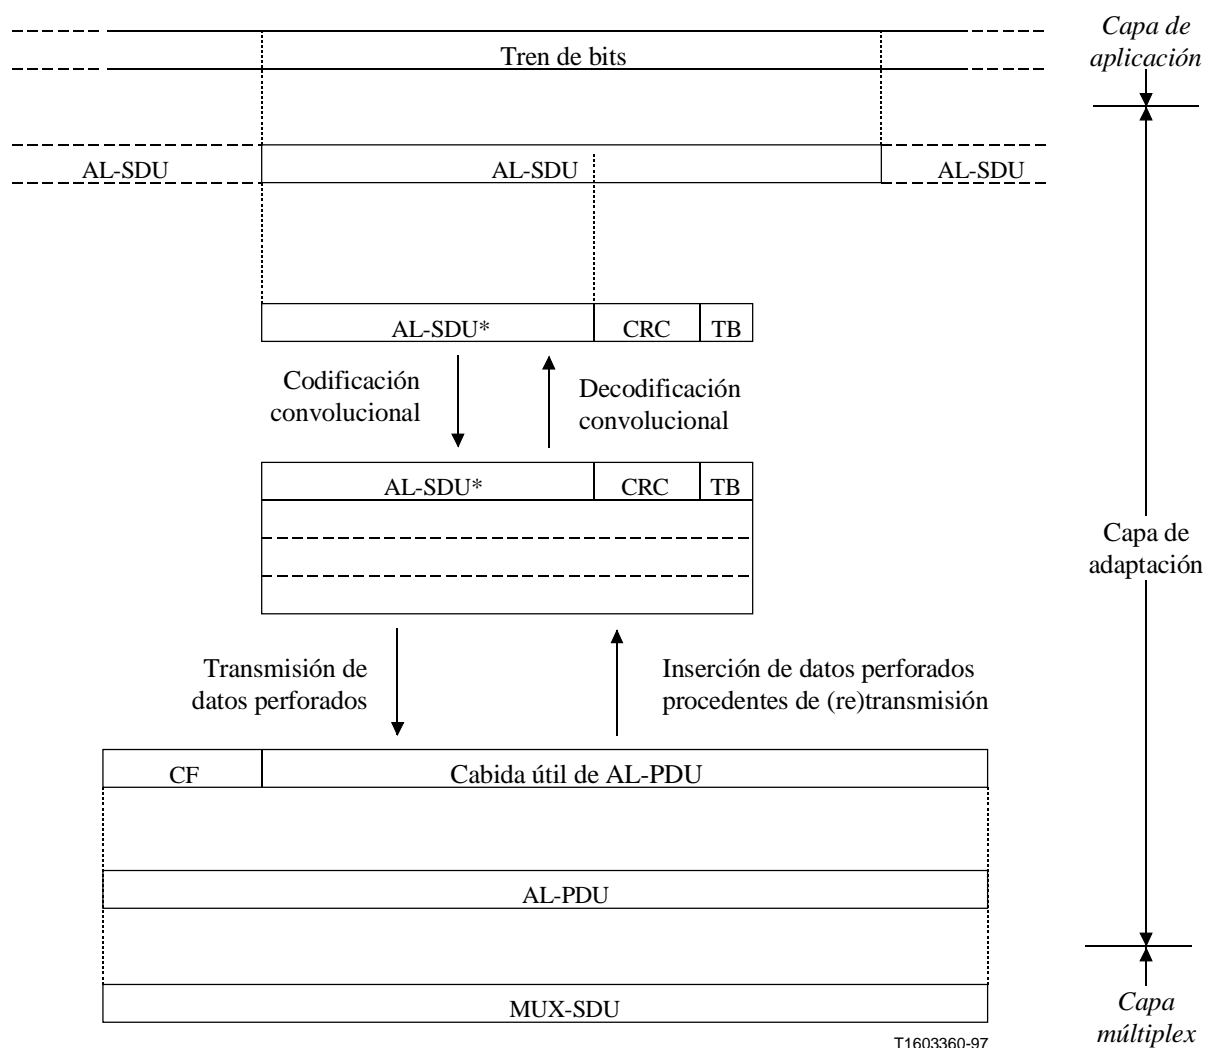 Capa de
aplicación
Tren de bits
AL-SDU
AL-SDU
AL-SDU
AL-SDU*
CRC
TB
Codificación
convolucional
Decodificación
convolucional
AL-SDU*
CRC
TB
Capa de
adaptación
Transmisión de
datos perforados
Inserción de datos perforados
procedentes de (re)transmisión
CF
Cabida útil de AL-PDU
AL-PDU
MUX-SDU
Capa
múltiplex
T1603360-97